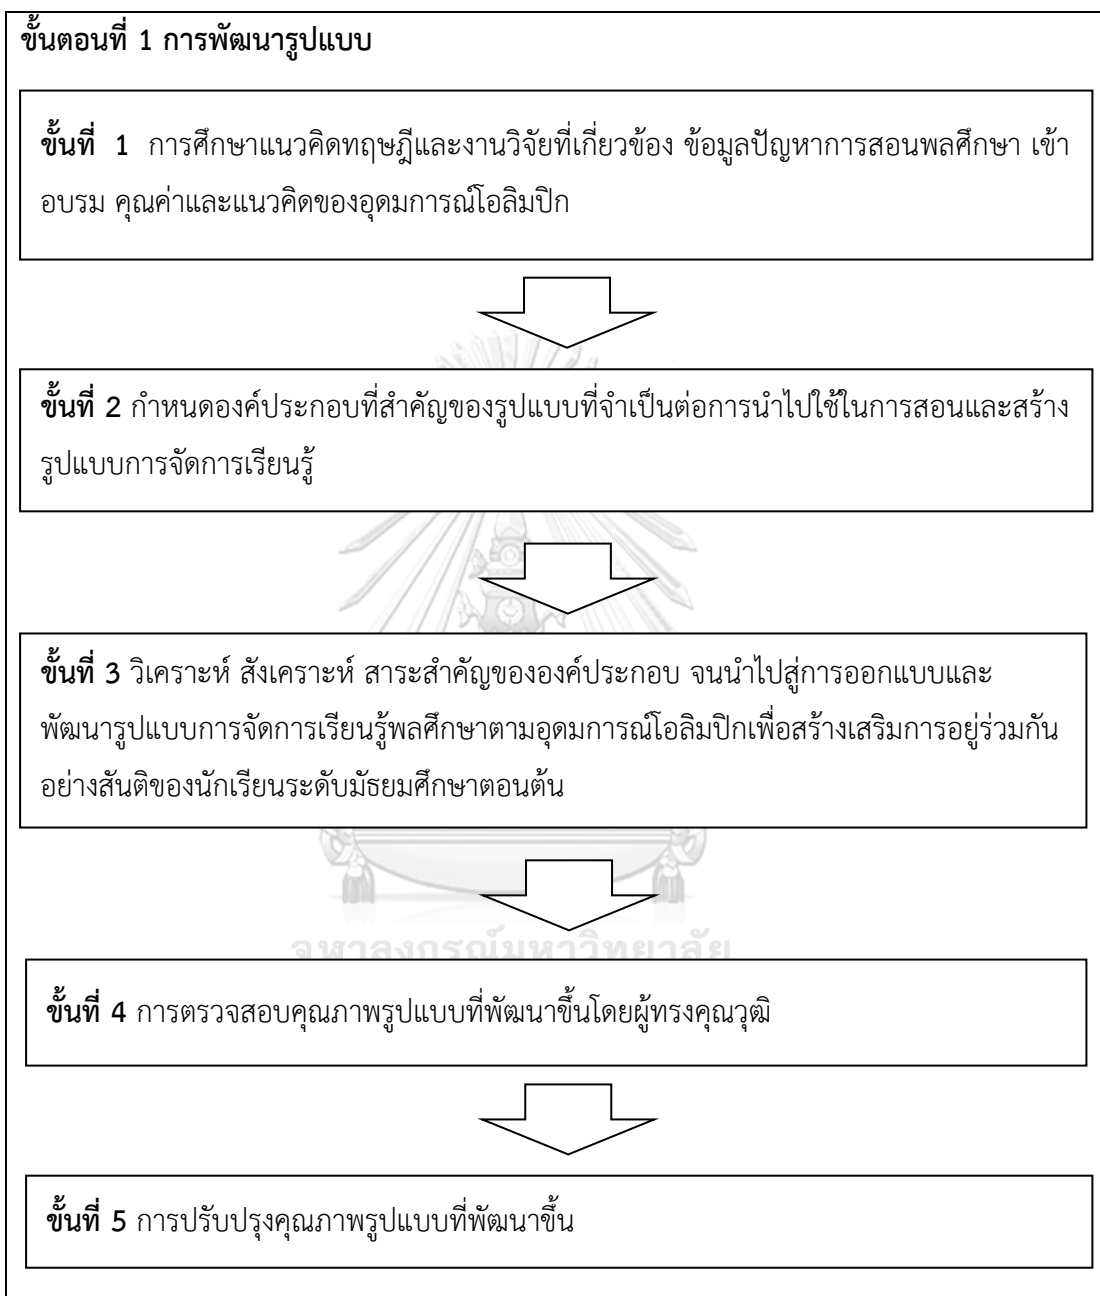 ขั้นตอนที่ 1 การพัฒนารูปแบบ
ขั้นที่ 1 การศึกษาแนวคิดทฤษฎีและงานวิจัยที่เกี่ยวข้อง ข้อมูลปัญหาการสอนพลศึกษา เข้า
อบรม คุณค่าและแนวคิดของอุดมการณ์โอลิมปิก
ขั้นที่ 2 กำหนดองค์ประกอบที่สำคัญของรูปแบบที่จำเป็นต่อการนำไปใช้ในการสอนและสร้าง
รูปแบบการจัดการเรียนรู้
ขั้นที่ 3 วิเคราะห์ สังเคราะห์ สาระสำคัญขององค์ประกอบ จนนำไปสู่การออกแบบและ
พัฒนารูปแบบการจัดการเรียนรู้พลศึกษาตามอุดมการณ์โอลิมปิกเพื่อสร้างเสริมการอยู่ร่วมกัน
อย่างสันติของนักเรียนระดับมัธยมศึกษาตอนต้น
จุฬาลงกรณ์มหาวิทยาลัย
ขั้นที่ 4 การตรวจสอบคุณภาพรูปแบบที่พัฒนาขึ้นโดยผู้ทรงคุณวุฒิ
ขั้นที่ 5 การปรับปรุงคุณภาพรูปแบบที่พัฒนาขึ้น